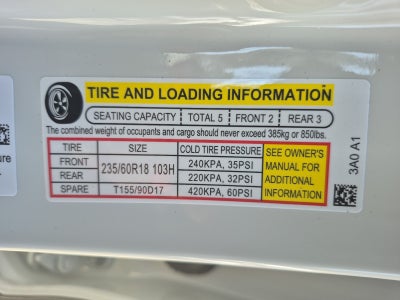 TIRE AND LOADING INFORMATION
SEATING CAPACITY TOTAL 5 FRONT 2 REAR 3
The combined weight of occupants and cargo should never exceed 385kg or 850lbs.
TIRE SIZE COLD TIRE PRESSURE
FRONT 235/60R18 103H 240KPA, 35PSI
REAR 220KPA, 32PSI
SPARE T155/90D17 420KPA, 60PSI
SEE OWNER'S
MANUAL FOR
ADDITIONAL
INFORMATION
3A0 A1